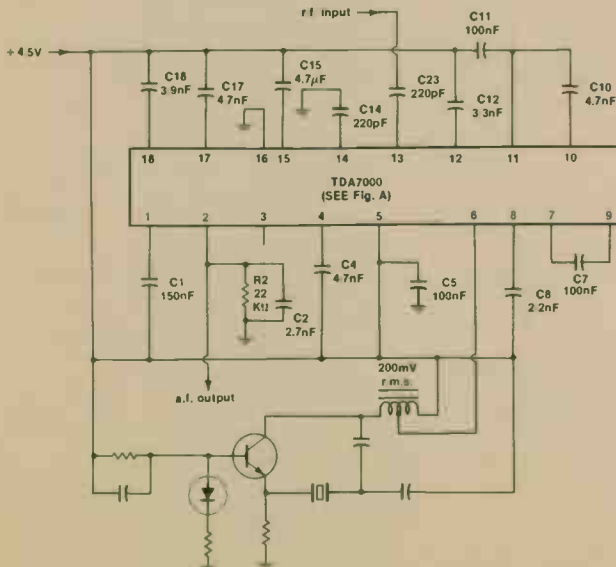 r.f. input
+ 4.5V
C11
100nF
C18
3.9nF
C17
4.7nF
C15
4.7µF
C14
220pF
C23
220pF
C12
3.3nF
C10
4.7nF
18
17
16
15
14
13
12
11
10
TDA7000
(SEE Fig. A)
1
2
3
4
5
6
8
7
9
C1
150nF
R2
22
KΩ
C2
2.7nF
C4
4.7nF
C5
100nF
C8
2.2nF
C7
100nF
a.f. output
200mV
r.m.s.